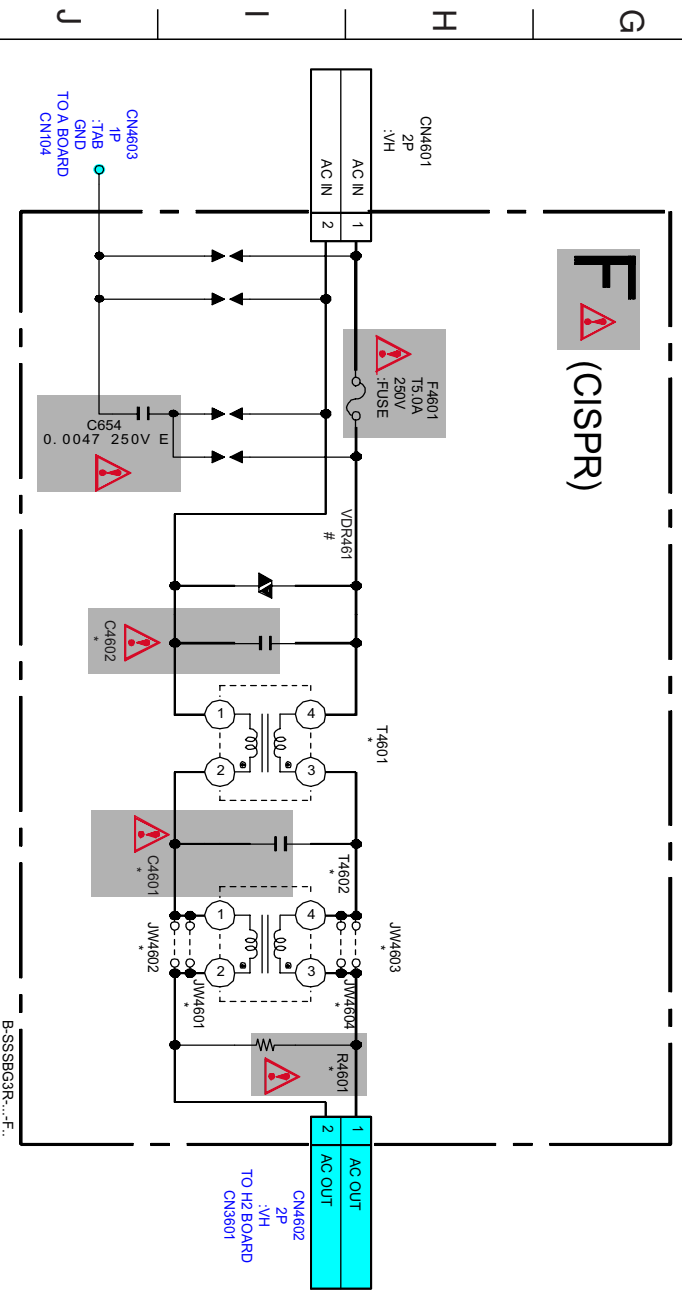 J
I
H
G
F
(CISPR)
CN4601
2P
:VH
AC IN
AC IN
1
2
CN4603
1P
:TAB
GND
TO A BOARD
CN104
F4601
T5.0A
250V
:FUSE
C654
0.0047 250V E
VDR461
#
C4602
*
T4601
*
1
4
2
3
C4601
*
T4602
*
1
4
2
3
JW4603
*
JW4604
*
JW4602
*
JW4601
*
R4601
*
1
AC OUT
2
AC OUT
CN4602
2P
:VH
TO H2 BOARD
CN3601
B-SSSBG3R-...-F..